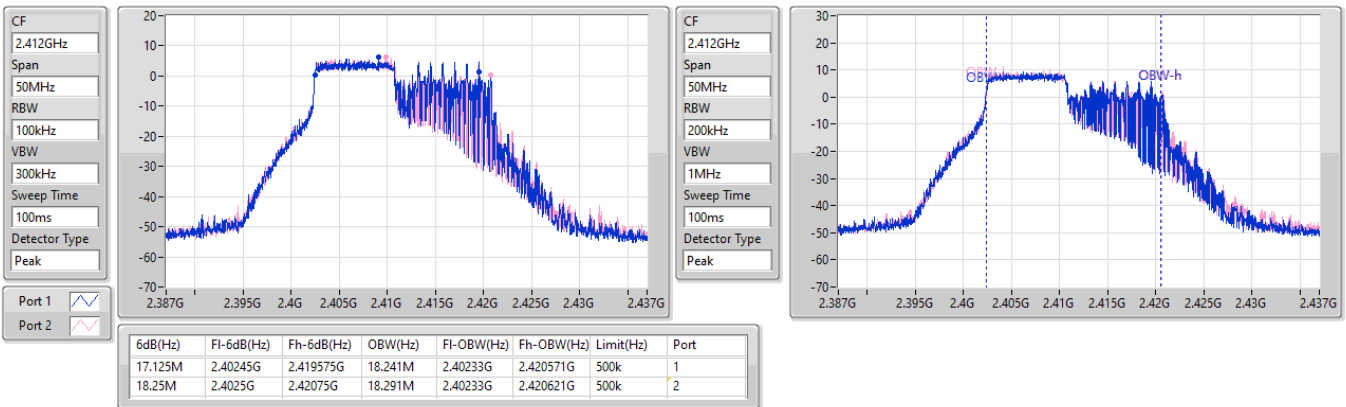 CF
2.412GHz
Span
50MHz
RBW
100kHz
VBW
300kHz
Sweep Time
100ms
Detector Type
Peak
Port 1
Port 2
20
10
0
-10
-20
-30
-40
-50
-60
-70
2.387G 2.395G 2.4G 2.405G 2.41G 2.415G 2.42G 2.425G 2.43G 2.437G
CF
2.412GHz
Span
50MHz
RBW
200kHz
VBW
1MHz
Sweep Time
100ms
Detector Type
Peak
30
20
10
0
-10
-20
-30
-40
-50
-60
-70
OBW-h
2.387G 2.395G 2.4G 2.405G 2.41G 2.415G 2.42G 2.425G 2.43G 2.437G
6dB(Hz) Fl-6dB(Hz) Fh-6dB(Hz) OBW(Hz) Fl-OBW(Hz) Fh-OBW(Hz) Limit(Hz) Port
17.125M 2.40245G 2.419575G 18.241M 2.40233G 2.420571G 500k 1
18.25M 2.4025G 2.42075G 18.291M 2.40233G 2.420621G 500k 2